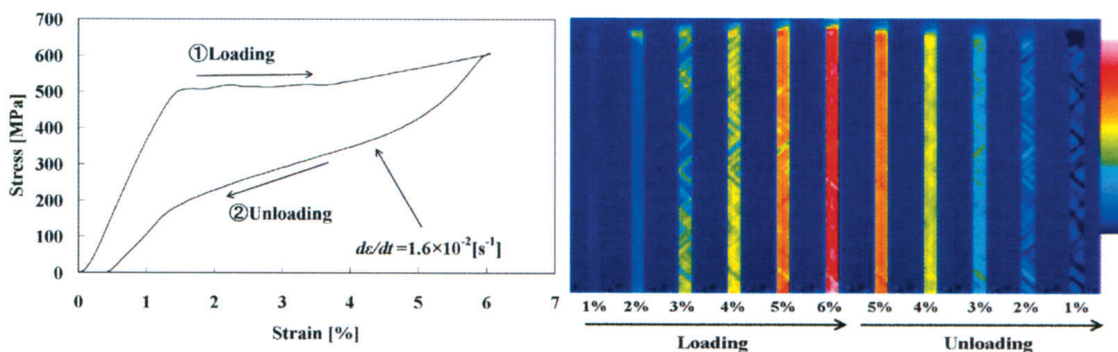 700
600
500
400
300
200
100
0
Stress [MPa]
①Loading
②Unloading
dε/dt=1.6×10⁻²[s⁻¹]
0 1 2 3 4 5 6 7
Strain [%]
1% 2% 3% 4% 5% 6% 5% 4% 3% 2% 1%
Loading Unloading